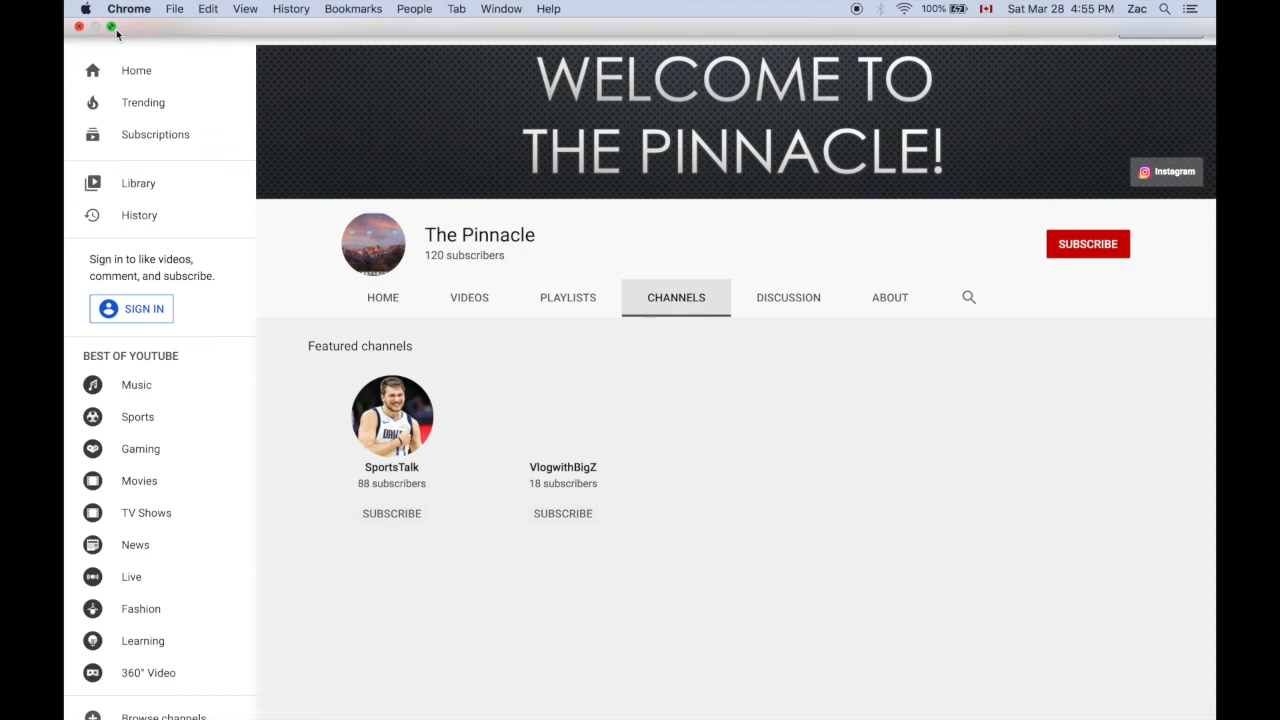 Chrome File Edit View History Bookmarks People Tab Window Help 100% Sat Mar 28 4:55 PM Zac
Home
Trending
Subscriptions
Library
History
Sign in to like videos,
comment, and subscribe.
SIGN IN
BEST OF YOUTUBE
Music
Sports
Gaming
Movies
TV Shows
News
Live
Fashion
Learning
360° Video
Browse channels
WELCOME TO
THE PINNACLE!
Instagram
The Pinnacle
120 subscribers
SUBSCRIBE
HOME VIDEOS PLAYLISTS CHANNELS DISCUSSION ABOUT
Featured channels
SportsTalk
88 subscribers
SUBSCRIBE
VlogwithBigZ
18 subscribers
SUBSCRIBE